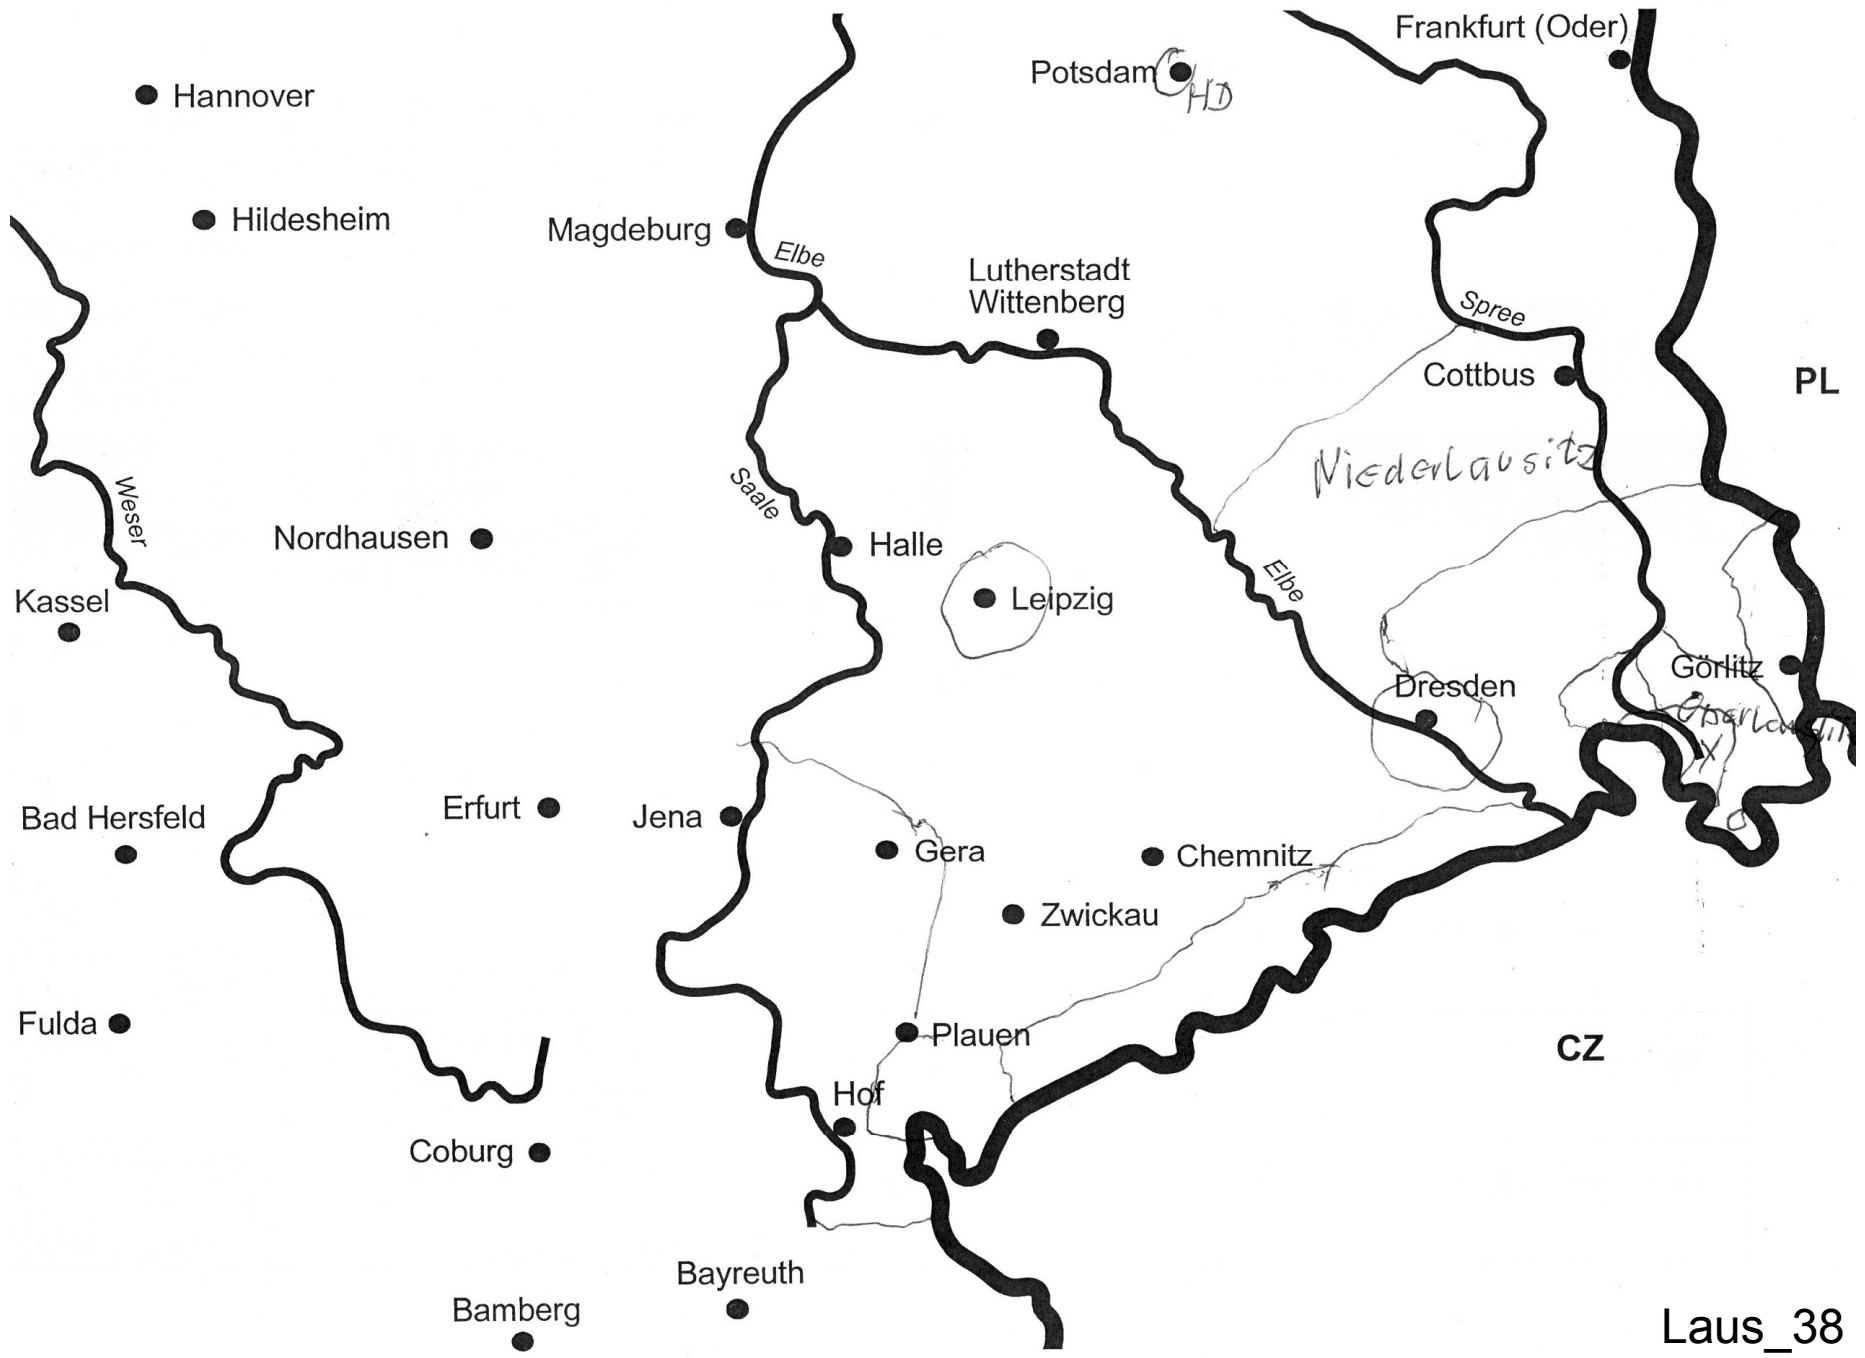 Frankfurt (Oder)
Potsdam
HD
Hannover
Hildesheim
Magdeburg
Elbe
Lutherstadt
Wittenberg
Spree
Cottbus
PL
Niederlausitz
Weser
Saale
Nordhausen
Halle
Leipzig
Elbe
Kassel
Görlitz
Dresden
Oberlausitz
X
Bad Hersfeld
Erfurt
Jena
Gera
Chemnitz
Zwickau
Fulda
Plauen
CZ
Hof
Coburg
Bayreuth
Bamberg
Laus_38